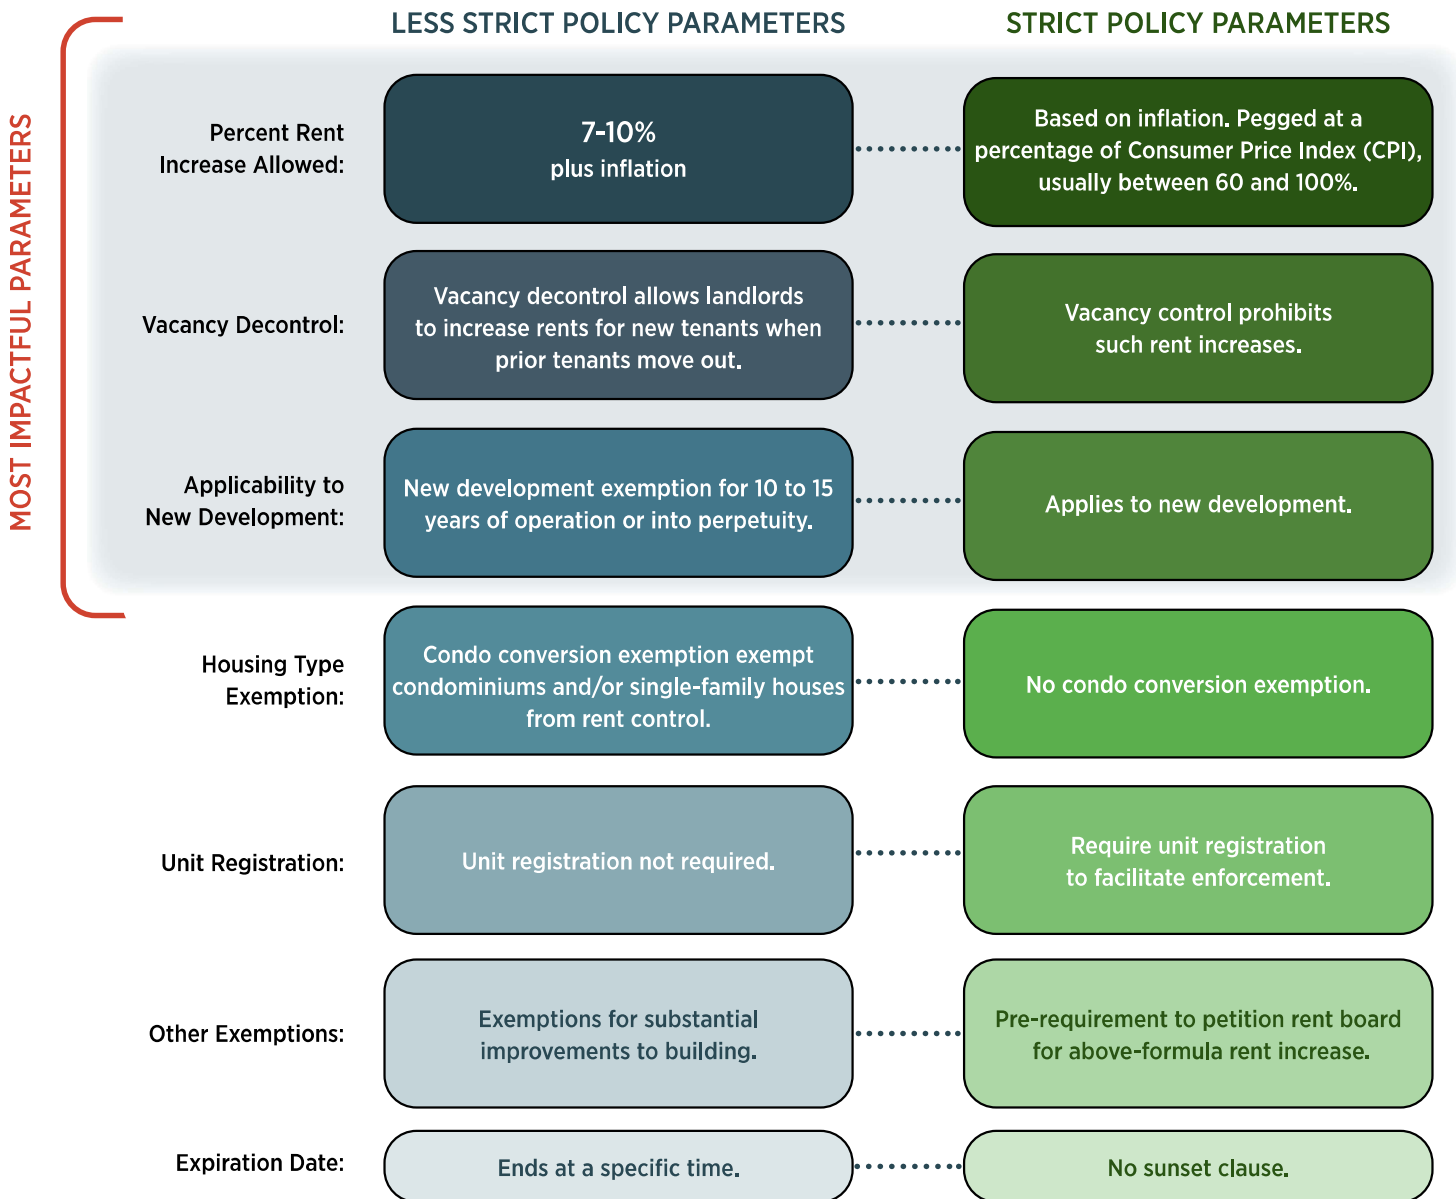 LESS STRICT POLICY PARAMETERS
STRICT POLICY PARAMETERS
MOST IMPACTFUL PARAMETERS
Percent Rent
Increase Allowed:
7-10%
plus inflation
Based on inflation. Pegged at a
percentage of Consumer Price Index (CPI),
usually between 60 and 100%.
Vacancy Decontrol:
Vacancy decontrol allows landlords
to increase rents for new tenants when
prior tenants move out.
Vacancy control prohibits
such rent increases.
Applicability to
New Development:
New development exemption for 10 to 15
years of operation or into perpetuity.
Applies to new development.
Housing Type
Exemption:
Condo conversion exemption exempt
condominiums and/or single-family houses
from rent control.
No condo conversion exemption.
Unit Registration:
Unit registration not required.
Require unit registration
to facilitate enforcement.
Other Exemptions:
Exemptions for substantial
improvements to building.
Pre-requirement to petition rent board
for above-formula rent increase.
Expiration Date:
Ends at a specific time.
No sunset clause.